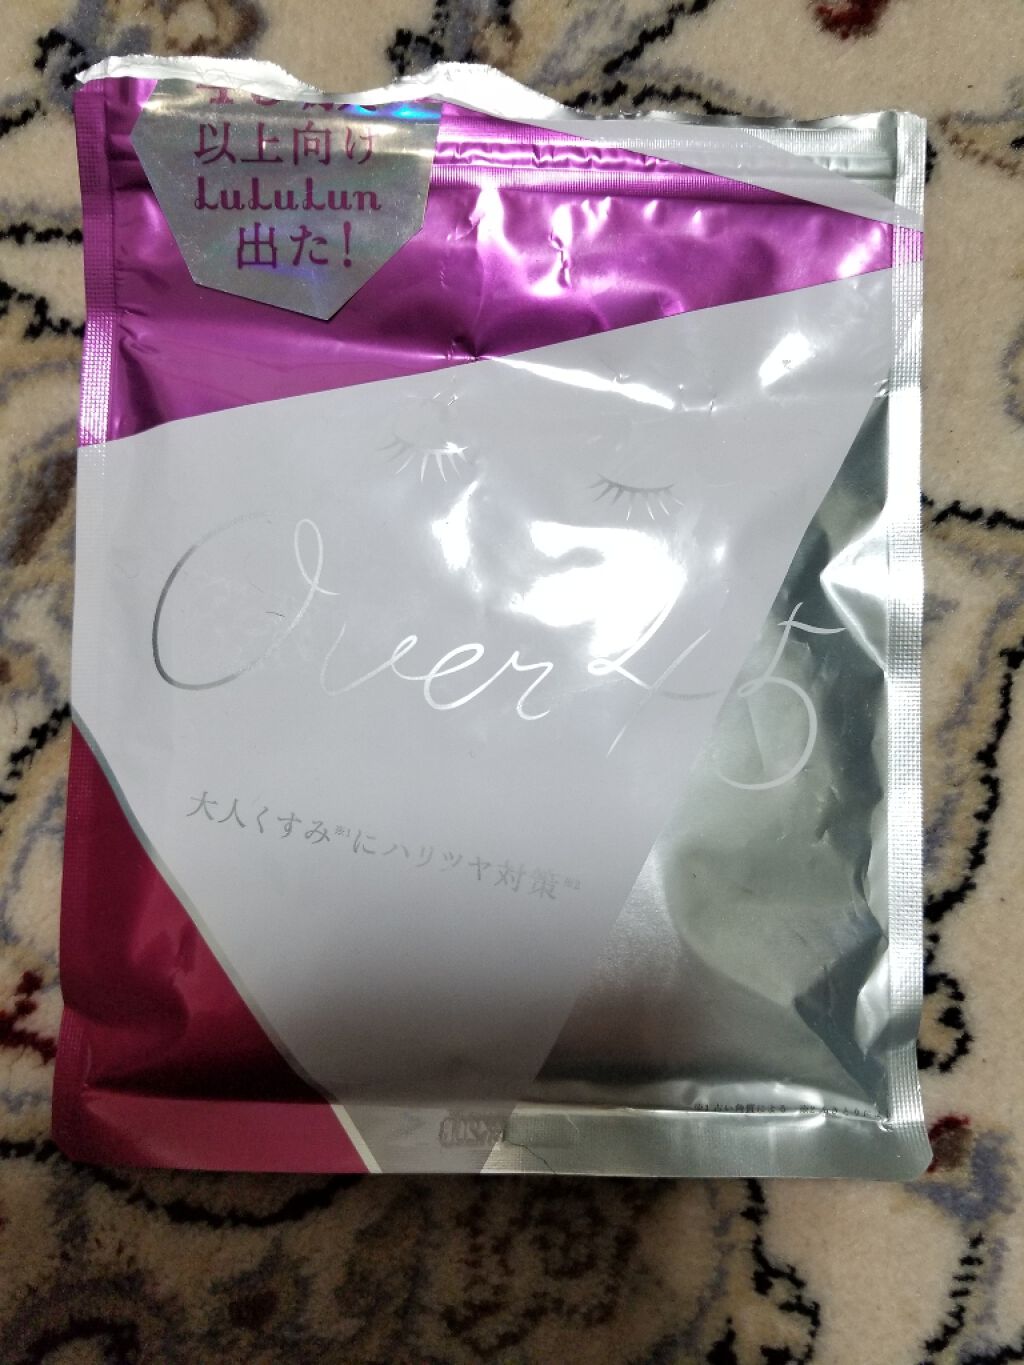 以上向け
LuLuLun
出た!
Over45
大人くすみ※1にハリツヤ対策※2